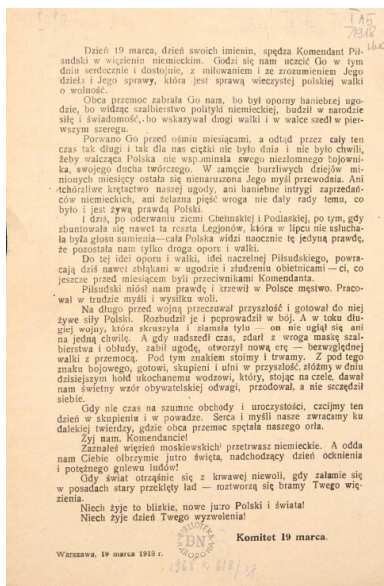 Dzień 19 marca, dzień swoich imienin, spędza Komendant Pił-
sudski w więzieniu niemieckiem. Godzi się nam uczcić Go w tym
dniu serdecznie i dostojnie, z miłowaniem i ze zrozumieniem Jego
dzieła i Jego sprawy, która jest sprawą wieczystej polskiej walki
o wolność.
Obca przemoc zabrała Go nam, bo był oporny haniebnej ugo-
dzie, bo widząc szalbierstwo polityki niemieckiej, budził w narodzie
siłę i świadomość, bo wskazywał drogi walki i w walce szedł w pier-
wszym szeregu.
Porwano Go przed ośmiu miesiącami, a odtąd przez cały ten
czas tak długi i tak dla nas ciężki nie było dnia i nie było chwili,
żeby walcząca Polska nie wspominała swego niezłomnego bojowni-
ka, swojego ducha twórczego. W zamęcie burzliwych dziejów mi-
nionych miesięcy ostała się nienaruszona Jego myśl przewodnia. Ani
tchórzliwe krętactwo naszej ugody, ani haniebne intrygi zaprzedań-
ców niemieckich, ani żelazna pięść wroga nie dały rady temu, co
było i jest żywą prawdą Polski.
I dziś, po oderwaniu ziemi Chełmskiej i Podlaskiej, po tym, gdy
zbuntowała się nawet ta reszta Legjonów, która w lipcu nie usłucha-
ła była głosu sumienia—cała Polska widzi naocznie tę jedyną prawdę,
że pozostała nam tylko droga oporu i walki.
Do tej idei oporu i walki, idei naczelnej Piłsudskiego, powra-
cają dziś nawet zbłąkani w ugodzie i złudzeniu obietnicami—ci, co
jeszcze przed miesiącem byli przeciwnikami Komendanta.
Piłsudski niósł nam prawdę i krzewił w Polsce męstwo. Praco-
wał w trudzie myśli i wysiłku woli.
Na długo przed wojną przeczuwał przyszłość i gotował do niej
żywe siły Polski. Rozbudził je i poprowadził w bój. A w toku dłu-
giej wojny, która skruszyła i złamała tylu — on nie ugiął się ani
na jedną chwilę. A gdy nadszedł czas, zdarł z wroga maskę szal-
bierstwa i obłudy, zabił ugodę, otworzył nową erę — bezwzględnej
walki z przemocą. Pod tym znakiem stoimy i trwamy. Z pod tego
znaku bojowego, gotowi, skupieni i ufni w przyszłość, złóżmy w dniu
dzisiejszym hołd ukochanemu wodzowi, który, stojąc na czele, dawał
nam świetny wzór obywatelskiej odwagi, prowadał, a nie szczędził
siebie.
Gdy nie czas na szumne obchody i uroczystości, czcijmy ten
dzień w skupieniu i w powadze. Serca i myśli nasze zwracamy ku
dalekiej twierdzy, gdzie obca przemoc spętała naszego orła.
Żyj nam, Komendancie!
Zaznałeś więzień moskiewskich przetrwasz niemieckie. A odda
nam Ciebie olbrzymie jutro święta, nadchodzący dzień ocknienia
i potężnego gniewu ludów!
Gdy świat otrząśnie się z krwawej niewoli, gdy załamie się
w posadach stary przeklęty ład — roztworzą się bramy Twego wię-
zienia.
Niech żyje to blizkie, nowe jutro Polski i świata!
Niech żyje dzień Twego wyzwolenia!
Komitet 19 marca.
Warszawa, 19 marca 1918 r.
BIBLIOTEKA
NARODOWA
BN
1968 r. 618/37
I A5
1918